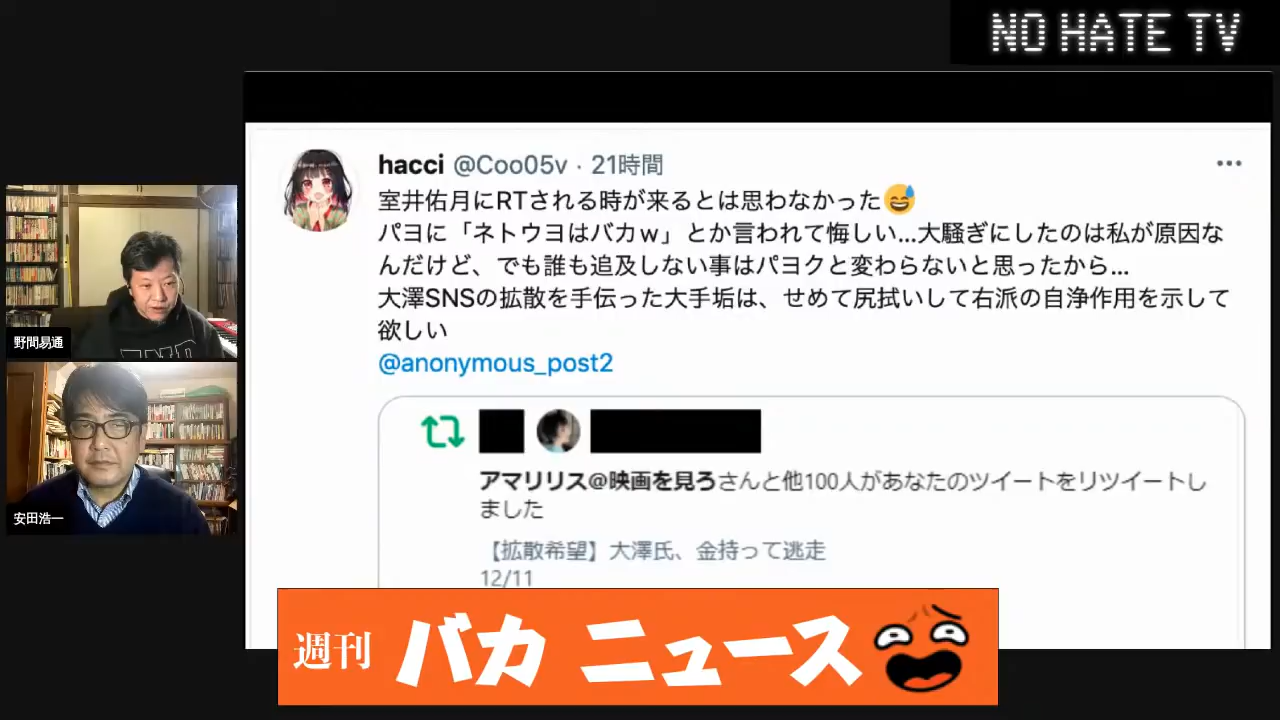 NO HATE TV
hacci @Coo05v · 21時間
室井佑月にRTされる時が来るとは思わなかった😅
パヨに「ネトウヨはバカｗ」とか言われて悔しい...大騒ぎにしたのは私が原因な
んだけど、でも誰も追及しない事はパヨクと変わらないと思ったから...
大澤SNSの拡散を手伝った大手垢は、せめて尻拭いして右派の自浄作用を示して
欲しい
@anonymous_post2
アマリリス@映画を見ろさんと他100人があなたのツイートをリツイートし
ました
【拡散希望】大澤氏、金持って逃走
12/11
野間易通
安田浩一
週刊 バカ ニュース